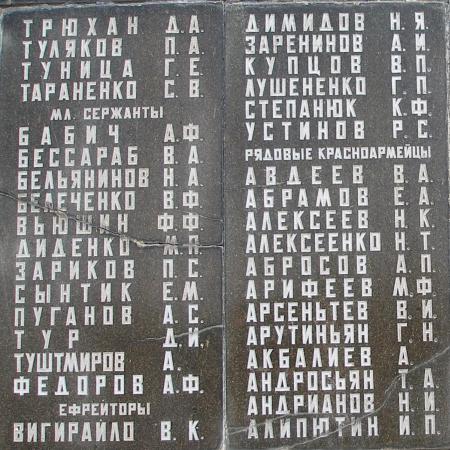 ТРЮХАН Д.А.
ТУЛЯКОВ П.А.
ТУНИЦА Г.Е.
ТАРАНЕНКО С.В.
МЛ. СЕРЖАНТЫ
БАБИЧ А.Ф.
БЕССАРАБ В.А.
БЕЛЬЯНИНОВ Н.А.
ВЕЛЕЧЕНКО В.Ф.
ВЬЮШИН Ф.Ф.
ДИДЕНКО М.П.
ЗАРИКОВ П.С.
СЫНТИК Е.М.
ПУГАНОВ А.С.
ТУР Д.И.
ТУШТМИРОВ А.
ФЕДОРОВ А.Ф.
ЕФРЕЙТОРЫ
ВИГИРАЙЛО В.К.
ДИМИДОВ Н.Я
ЗАРЕНИНОВ А.И.
КУПЦОВ В.П.
ЛУШЕНЕНКО Г.П.
СТЕПАНЮК К.Ф.
УСТИНОВ Р.С.
РЯДОВЫЕ КРАСНОАРМЕЙЦЫ
АВДЕЕВ В.А.
АБРАМОВ Е.А.
АЛЕКСЕЕВ Н.К.
АЛЕКСЕЕНКО Н.Т.
АБРОСОВ А.П.
АРИФЕЕВ М.Ф.
АРСЕНЬТЕВ В.И.
АРУТИНЬЯН Г.Н.
АКБАЛИЕВ А
АНДРОСЬЯН Т.А.
АНДРИАНОВ Н.И.
АЛИПЮТИН И.П.